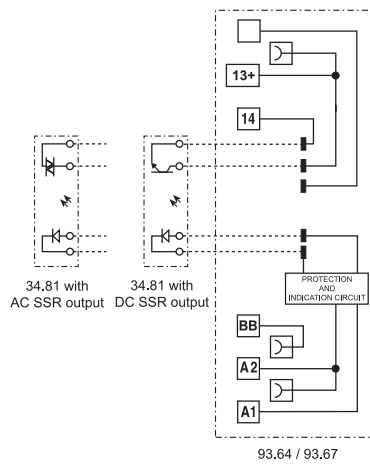 13+
14
34.81 with
AC SSR output
34.81 with
DC SSR output
PROTECTION
AND
INDICATION CIRCUIT
BB
A2
A1
93.64 / 93.67